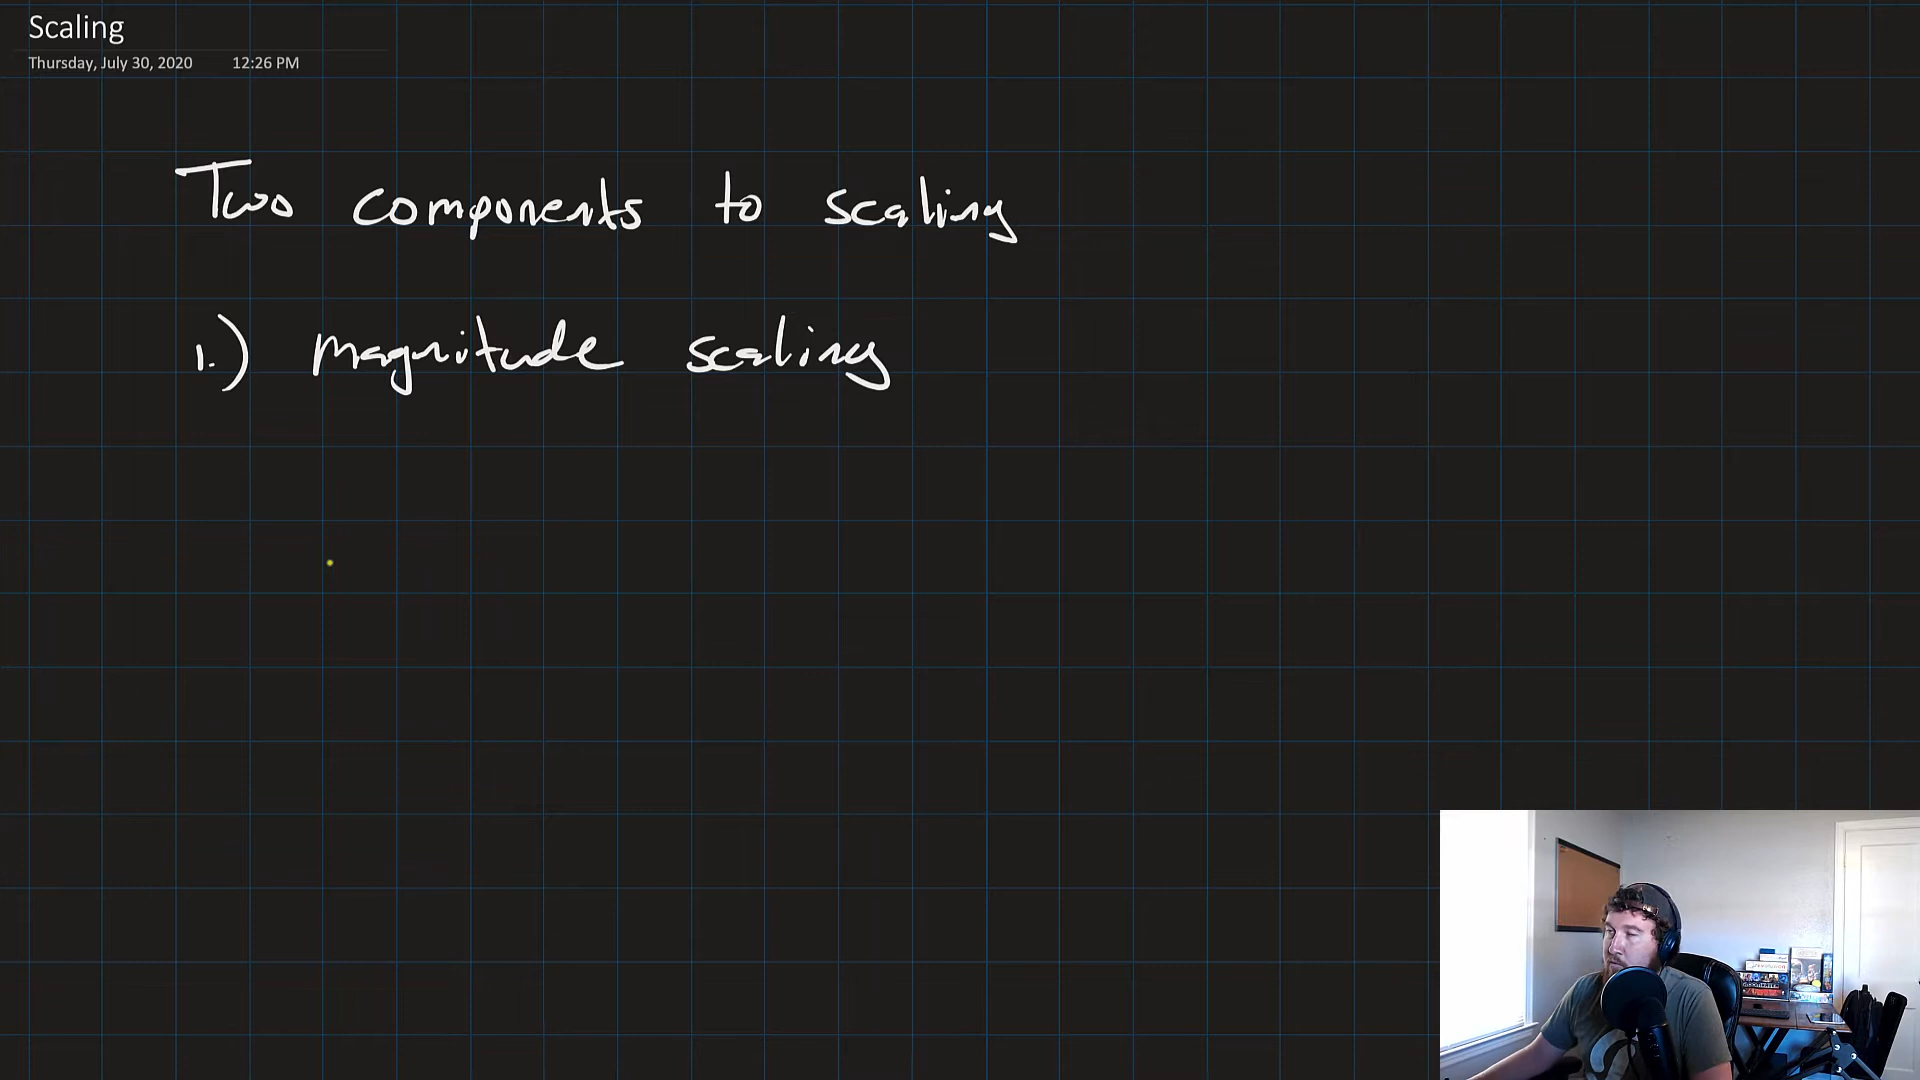 Scaling
Thursday, July 30, 2020 12:26 PM
Two components to scaling
1.) magnitude scaling